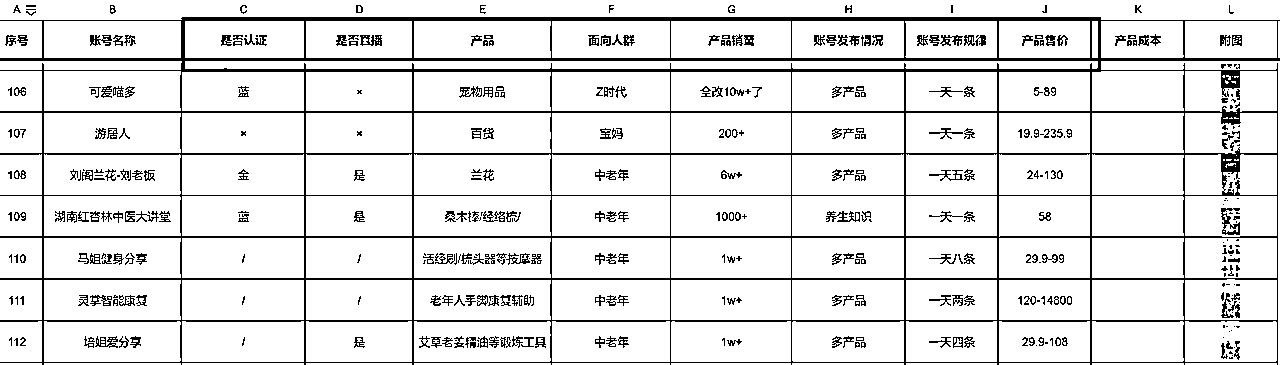 A B C D E F G H I J K L
序号 账号名称 是否认证 是否直播 产品 面向人群 产品销售 账号发布情况 账号发布规律 产品售价 产品成本 附图
106 可爱喵多 蓝 × 宠物用品 Z时代 全改10w+了 多产品 一天一条 5-89
107 游居人 × × 百货 宝妈 200+ 多产品 一天一条 19.9-235.9
108 刘阁兰花-刘老板 金 是 兰花 中老年 6w+ 多产品 一天五条 24-130
109 湖南红杏林中医大讲堂 蓝 是 桑木棒/经络梳/ 中老年 1000+ 养生知识 一天一条 58
110 马姐健身分享 / / 活经刷/梳头器等按摩器 中老年 1w+ 多产品 一天八条 29.9-99
111 灵掌智能康复 / / 老年人手脚康复辅助 中老年 1w+ 多产品 一天两条 120-14800
112 培姐爱分享 / 是 艾草老姜精油等锻炼工具 中老年 1w+ 多产品 一天四条 29.9-108